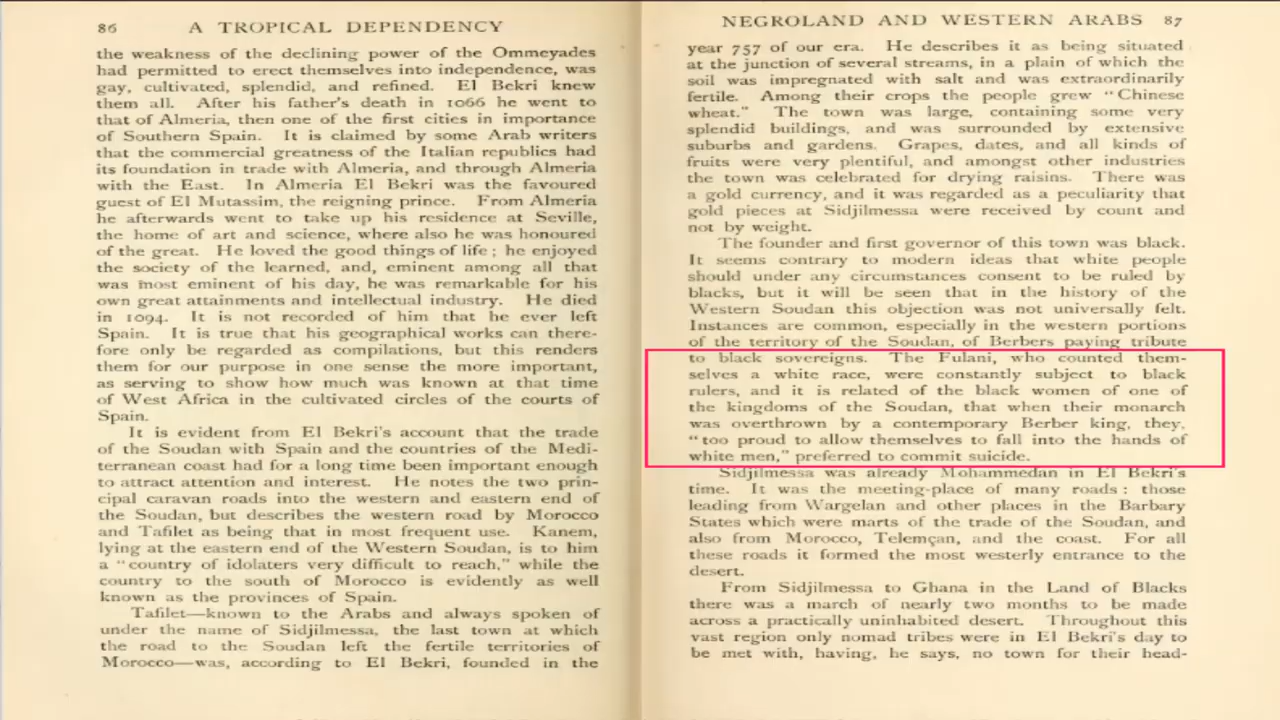 86 A TROPICAL DEPENDENCY
the weakness of the declining power of the Ommeyades
had permitted to erect themselves into independence, was
gay, cultivated, splendid, and refined. El Bekri knew
them all. After his father's death in 1066 he went to
that of Almeria, then one of the first cities in importance
of Southern Spain. It is claimed by some Arab writers
that the commercial greatness of the Italian republics had
its foundation in trade with Almeria, and through Almeria
with the East. In Almeria El Bekri was the favoured
guest of El Mutassim, the reigning prince. From Almeria
he afterwards went to take up his residence at Seville,
the home of art and science, where also he was honoured
of the great. He loved the good things of life; he enjoyed
the society of the learned, and, eminent among all that
was most eminent of his day, he was remarkable for his
own great attainments and intellectual industry. He died
in 1094. It is not recorded of him that he ever left
Spain. It is true that his geographical works can there-
fore only be regarded as compilations, but this renders
them for our purpose in one sense the more important,
as serving to show how much was known at that time
of West Africa in the cultivated circles of the courts of
Spain.
It is evident from El Bekri's account that the trade
of the Soudan with Spain and the countries of the Medi-
terranean coast had for a long time been important enough
to attract attention and interest. He notes the two prin-
cipal caravan roads into the western and eastern end of
the Soudan, but describes the western road by Morocco
and Tafilet as being that in most frequent use. Kanem,
lying at the eastern end of the Western Soudan, is to him
a "country of idolaters very difficult to reach," while the
country to the south of Morocco is evidently as well
known as the provinces of Spain.
Tafilet—known to the Arabs and always spoken of
under the name of Sidjilmessa, the last town at which
the road to the Soudan left the fertile territories of
Morocco—was, according to El Bekri, founded in the
NEGROLAND AND WESTERN ARABS 87
year 757 of our era. He describes it as being situated
at the junction of several streams, in a plain of which the
soil was impregnated with salt and was extraordinarily
fertile. Among their crops the people grew "Chinese
wheat." The town was large, containing some very
splendid buildings, and was surrounded by extensive
suburbs and gardens. Grapes, dates, and all kinds of
fruits were very plentiful, and amongst other industries
the town was celebrated for drying raisins. There was
a gold currency, and it was regarded as a peculiarity that
gold pieces at Sidjilmessa were received by count and
not by weight.
The founder and first governor of this town was black.
It seems contrary to modern ideas that white people
should under any circumstances consent to be ruled by
blacks, but it will be seen that in the history of the
Western Soudan this objection was not universally felt.
Instances are common, especially in the western portions
of the territory of the Soudan, of Berbers paying tribute
to black sovereigns. The Fulani, who counted them-
selves a white race, were constantly subject to black
rulers, and it is related of the black women of one of
the kingdoms of the Soudan, that when their monarch
was overthrown by a contemporary Berber king, they,
"too proud to allow themselves to fall into the hands of
white men," preferred to commit suicide.
Sidjilmessa was already Mohammedan in El Bekri's
time. It was the meeting-place of many roads: those
leading from Wargelan and other places in the Barbary
States which were marts of the trade of the Soudan, and
also from Morocco, Telemçan, and the coast. For all
these roads it formed the most westerly entrance to the
desert.
From Sidjilmessa to Ghana in the Land of Blacks
there was a march of nearly two months to be made
across a practically uninhabited desert. Throughout this
vast region only nomad tribes were in El Bekri's day to
be met with, having, he says, no town for their head-